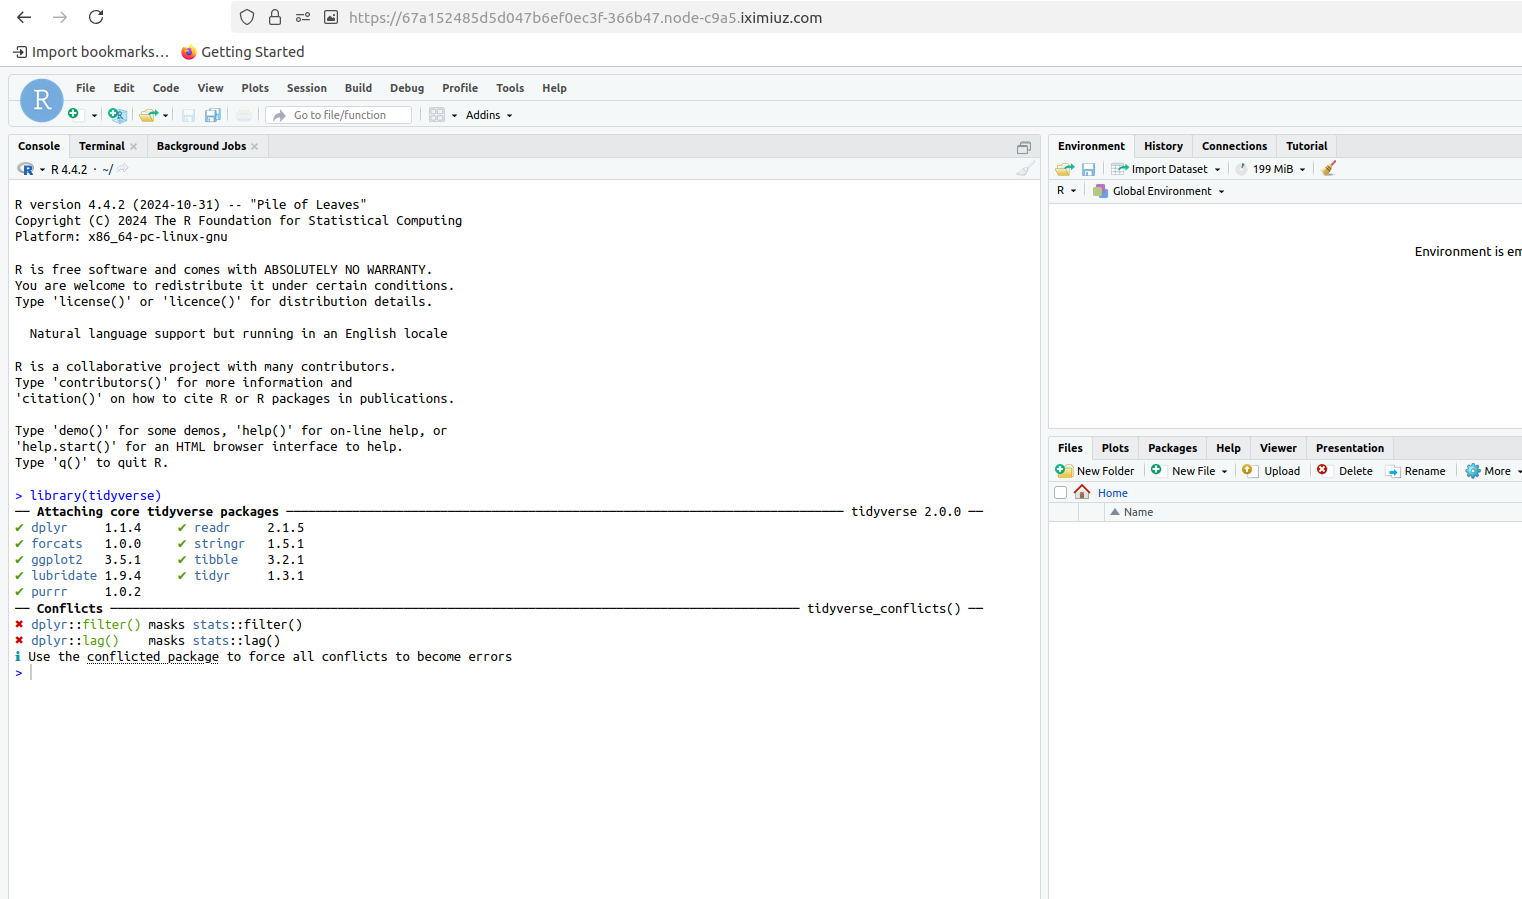 https://67a152485d5d047b6ef0ec3f-366b47.node-c9a5.iximiuz.com
Import bookmarks… Getting Started
R File Edit Code View Plots Session Build Debug Profile Tools Help
Go to file/function Addins
Console Terminal Background Jobs
R R 4.4.2 · ~/
R version 4.4.2 (2024-10-31) -- "Pile of Leaves"
Copyright (C) 2024 The R Foundation for Statistical Computing
Platform: x86_64-pc-linux-gnu
R is free software and comes with ABSOLUTELY NO WARRANTY.
You are welcome to redistribute it under certain conditions.
Type 'license()' or 'licence()' for distribution details.
Natural language support but running in an English locale
R is a collaborative project with many contributors.
Type 'contributors()' for more information and
'citation()' on how to cite R or R packages in publications.
Type 'demo()' for some demos, 'help()' for on-line help, or
'help.start()' for an HTML browser interface to help.
Type 'q()' to quit R.
> library(tidyverse)
── Attaching core tidyverse packages ──── tidyverse 2.0.0 ──
✔ dplyr 1.1.4 ✔ readr 2.1.5
✔ forcats 1.0.0 ✔ stringr 1.5.1
✔ ggplot2 3.5.1 ✔ tibble 3.2.1
✔ lubridate 1.9.4 ✔ tidyr 1.3.1
✔ purrr 1.0.2
── Conflicts ──── tidyverse_conflicts() ──
✖ dplyr::filter() masks stats::filter()
✖ dplyr::lag() masks stats::lag()
ℹ Use the conflicted package to force all conflicts to become errors
>
Environment History Connections Tutorial
Import Dataset 199 MiB
R Global Environment
Environment is em
Files Plots Packages Help Viewer Presentation
New Folder New File Upload Delete Rename More
Home
Name